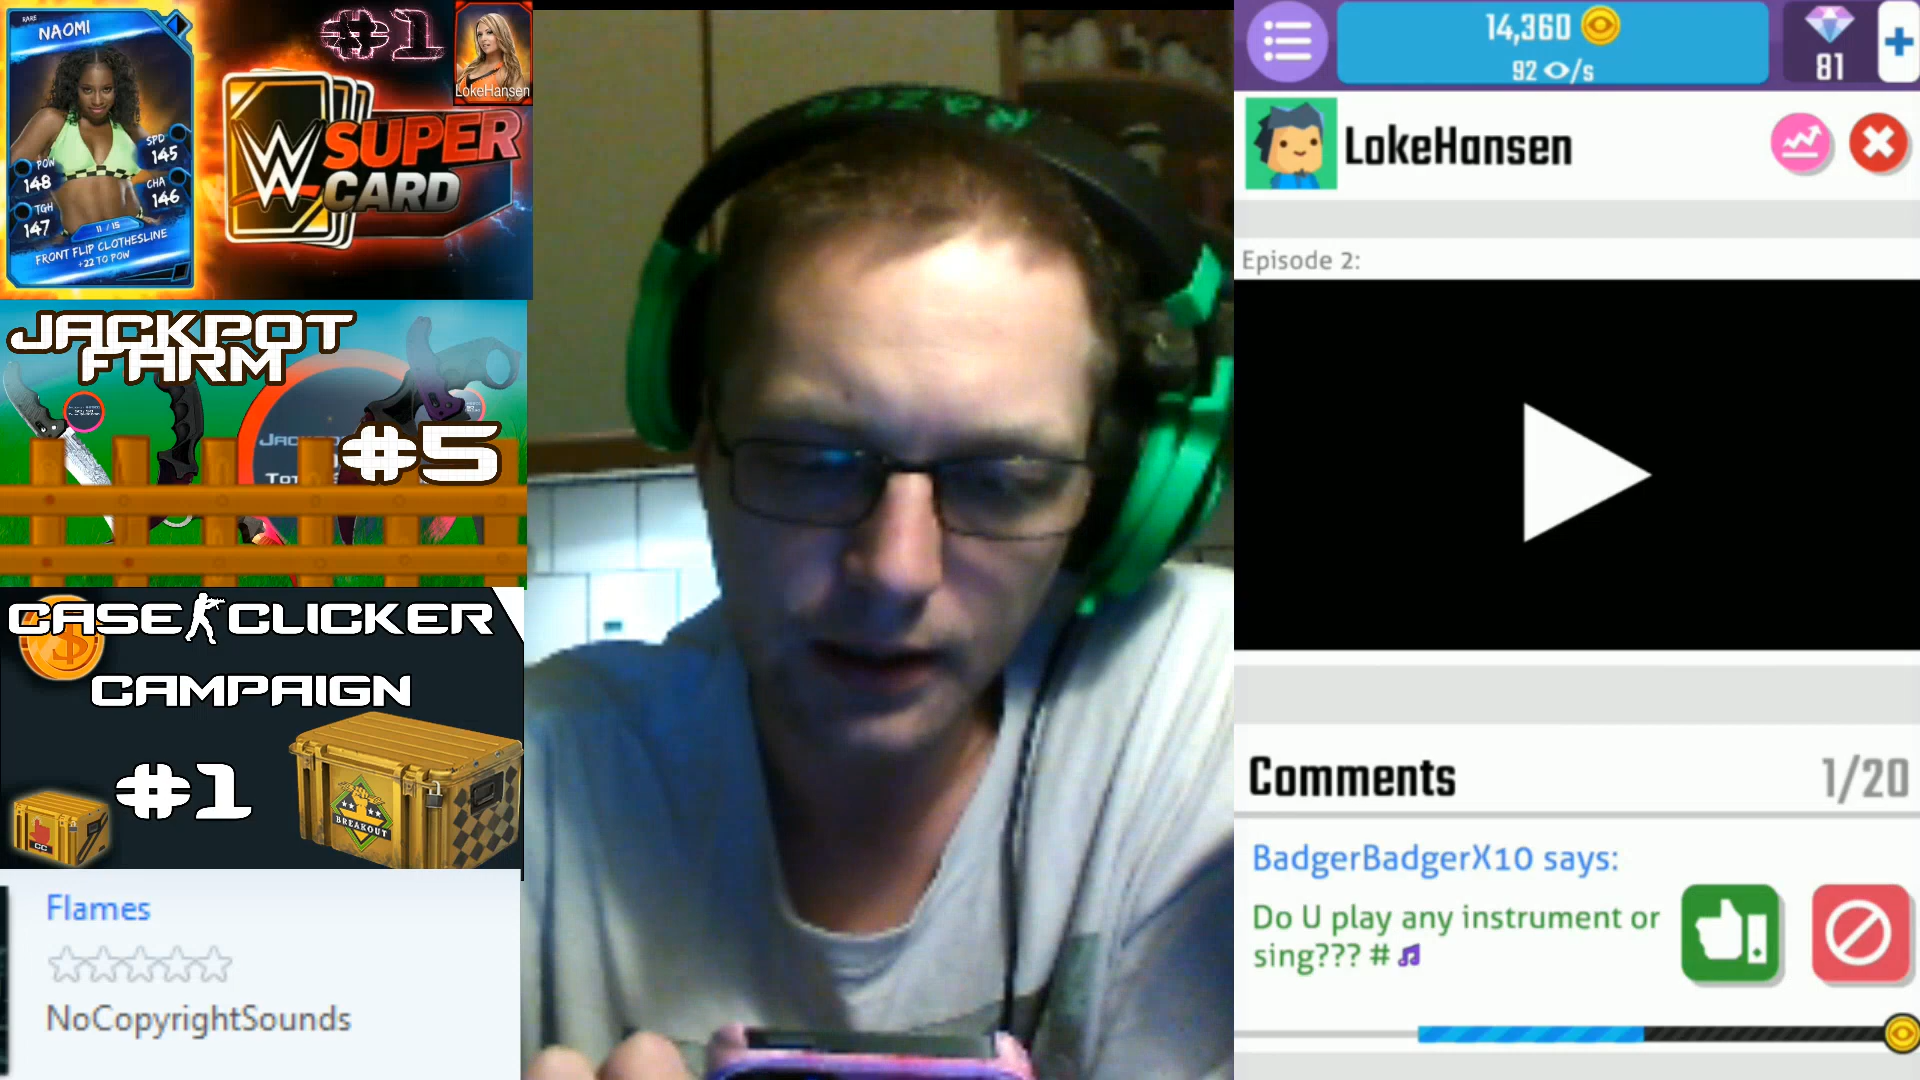 RARE
NAOMI
#1
LokeHansen
SPD
145
POW
148
CHA
146
TGH
147
11 / 15
FRONT FLIP CLOTHESLINE
+22 TO POW
W
SUPER
CARD
JACKPOT
FARM
#5
CASE CLICKER
CAMPAIGN
#1
CC
BREAKOUT
Flames
NoCopyrightSounds
14,360
92 /s
81
LokeHansen
Episode 2:
Comments
1/20
BadgerBadgerX10 says:
Do U play any instrument or
sing??? #